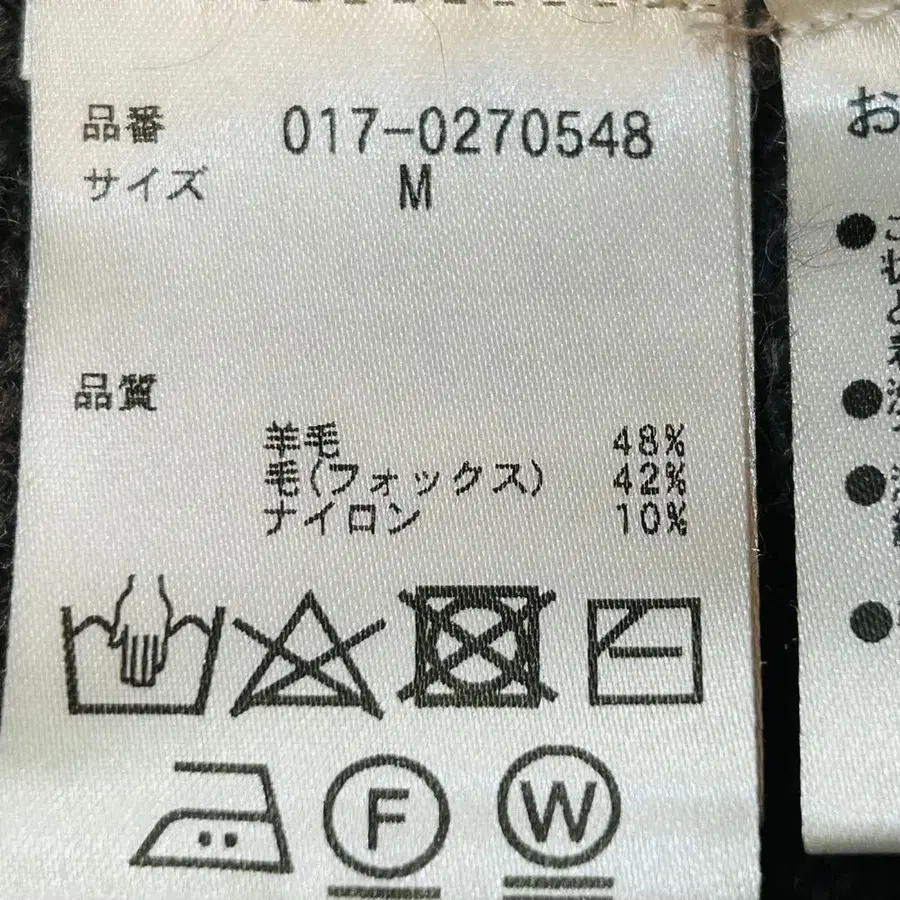 品番 017-0270548
サイズ M
品質
羊毛 48%
毛(フォックス) 42%
ナイロン 10%
F
W
お